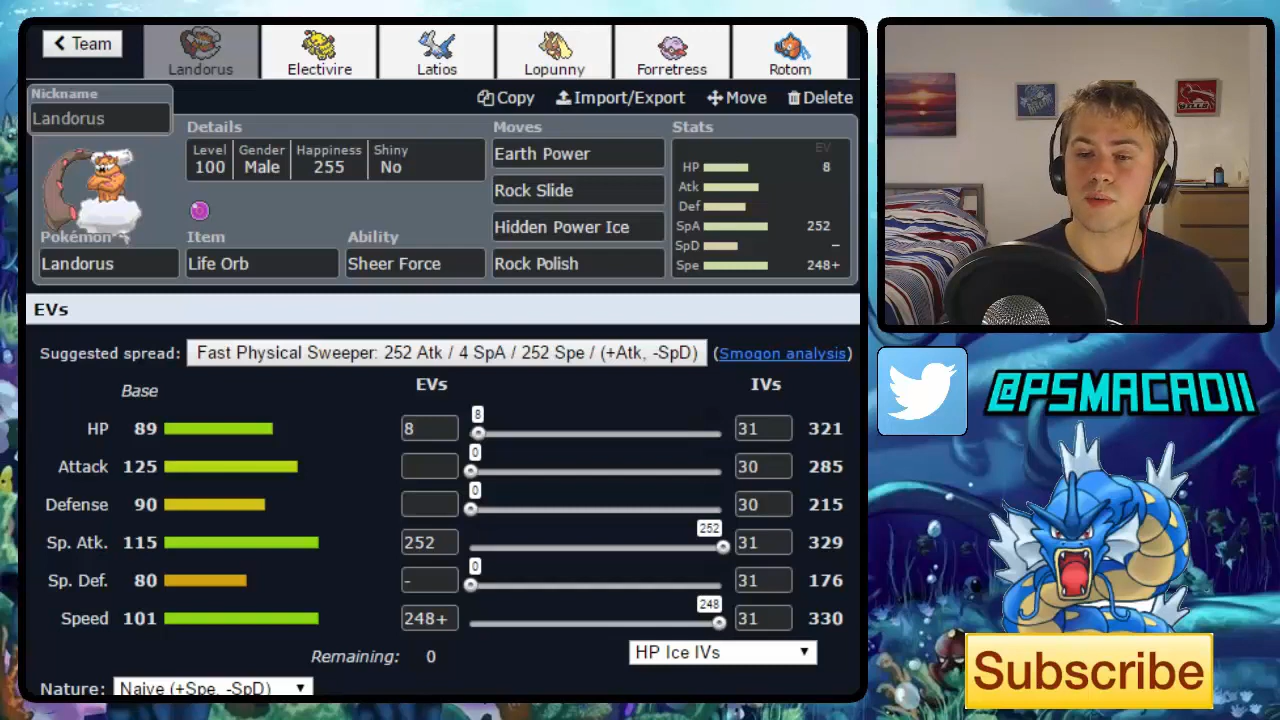 Team
Landorus
Electivire
Latios
Lopunny
Forretress
Rotom
Nickname
Landorus
Copy Import/Export Move Delete
Details
Level Gender Happiness Shiny
100 Male 255 No
Pokémon
Landorus
Item
Life Orb
Ability
Sheer Force
Moves
Earth Power
Rock Slide
Hidden Power Ice
Rock Polish
Stats
EV
HP 8
Atk
Def
SpA 252
SpD –
Spe 248+
EVs
Suggested spread: Fast Physical Sweeper: 252 Atk / 4 SpA / 252 Spe / (+Atk, -SpD) (Smogon analysis)
Base EVs IVs
HP 89 8 8 31 321
Attack 125 0 30 285
Defense 90 0 30 215
Sp. Atk. 115 252 252 31 329
Sp. Def. 80 - 0 31 176
Speed 101 248+ 248 31 330
Remaining: 0 HP Ice IVs
Nature: Naive (+Spe, -SpD)
@PSMACADII
Subscribe